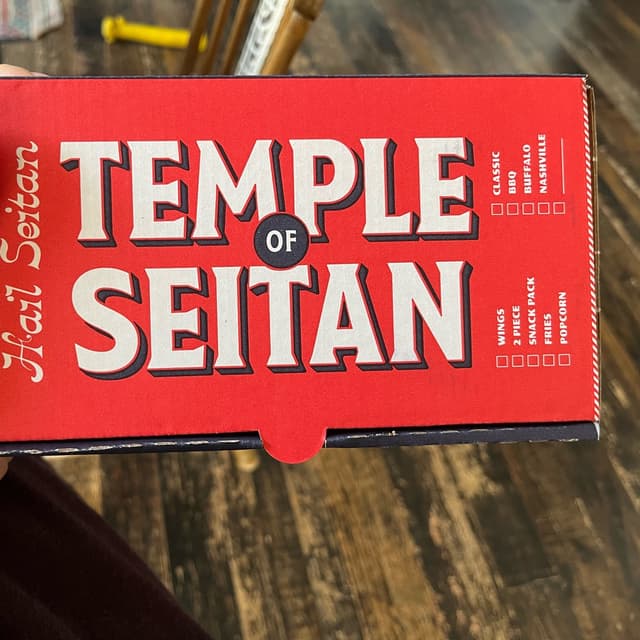 Hail Seitan
TEMPLE
OF
SEITAN
CLASSIC
BBQ
BUFFALO
NASHVILLE
WINGS
2 PIECE
SNACK PACK
FRIES
POPCORN